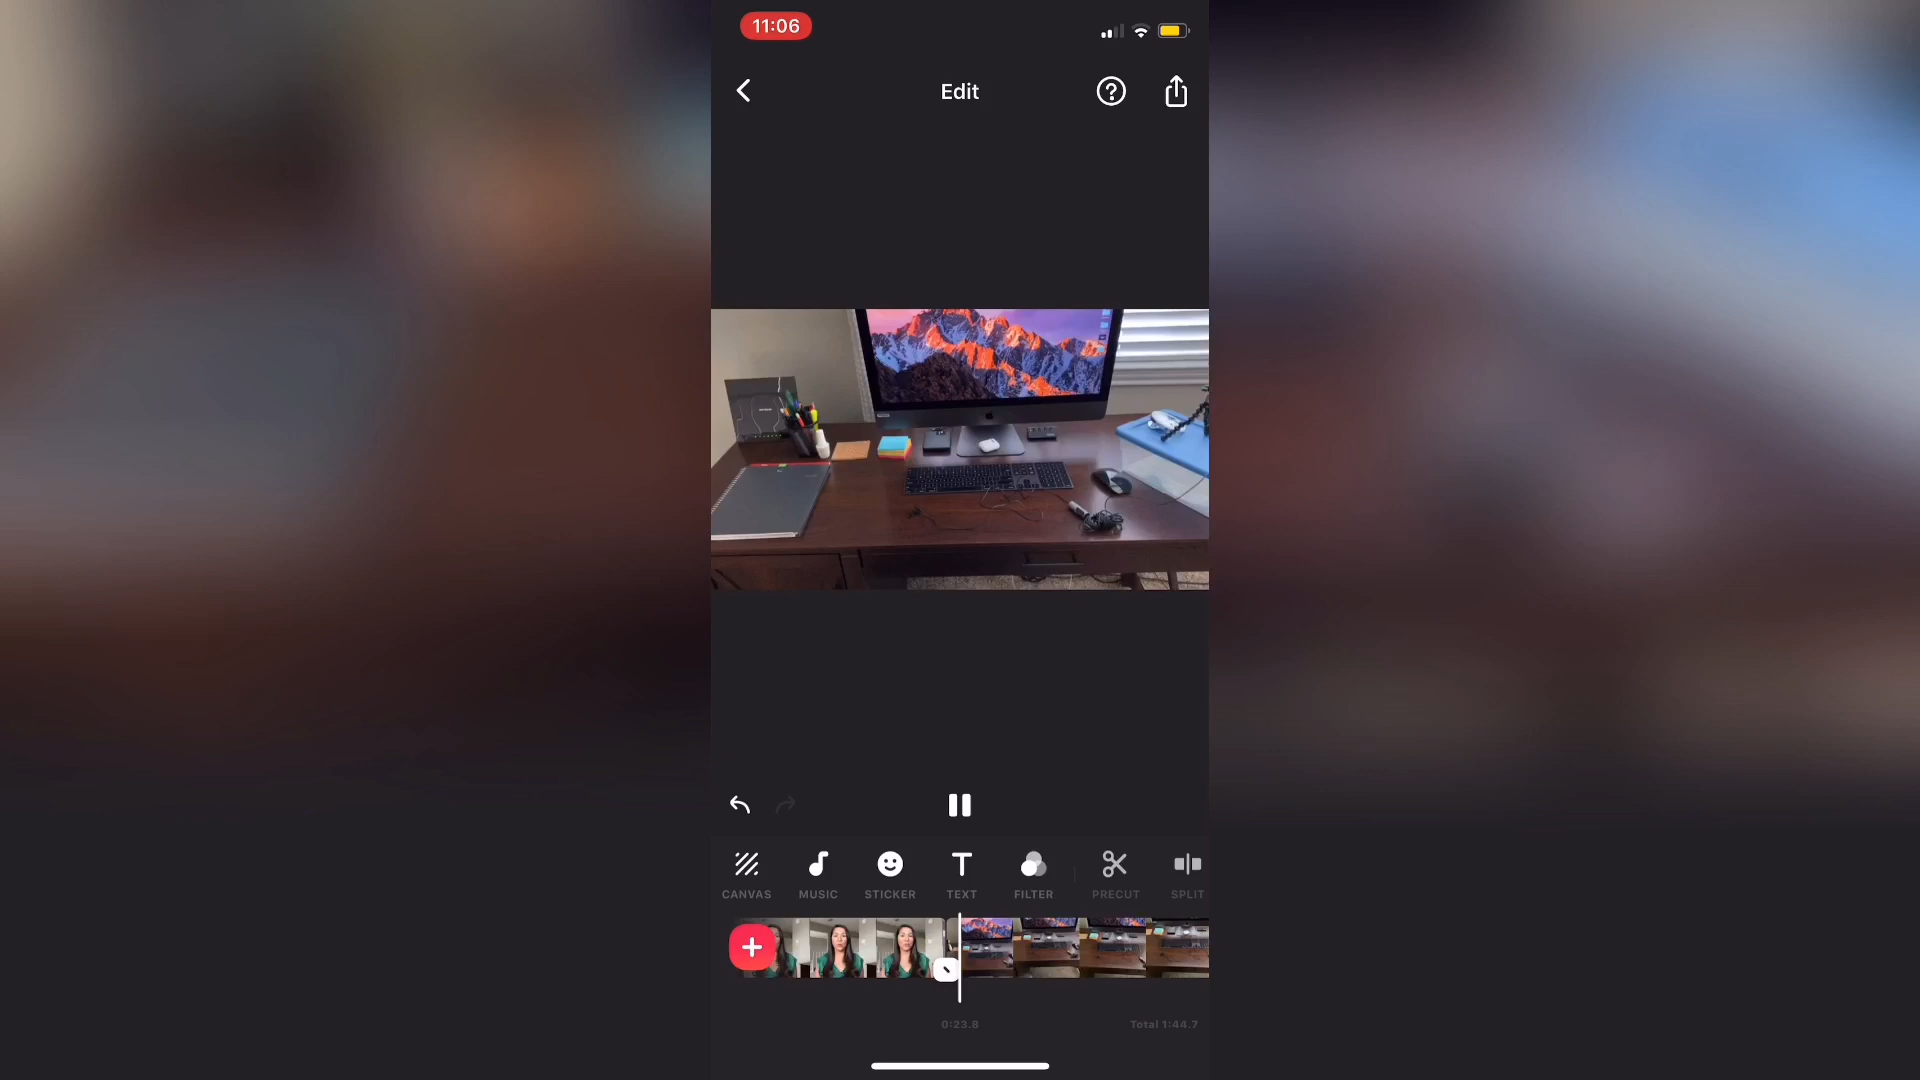 11:06
Edit
CANVAS
MUSIC
STICKER
TEXT
FILTER
PRECUT
SPLIT
0:23.8
Total 1:44.7